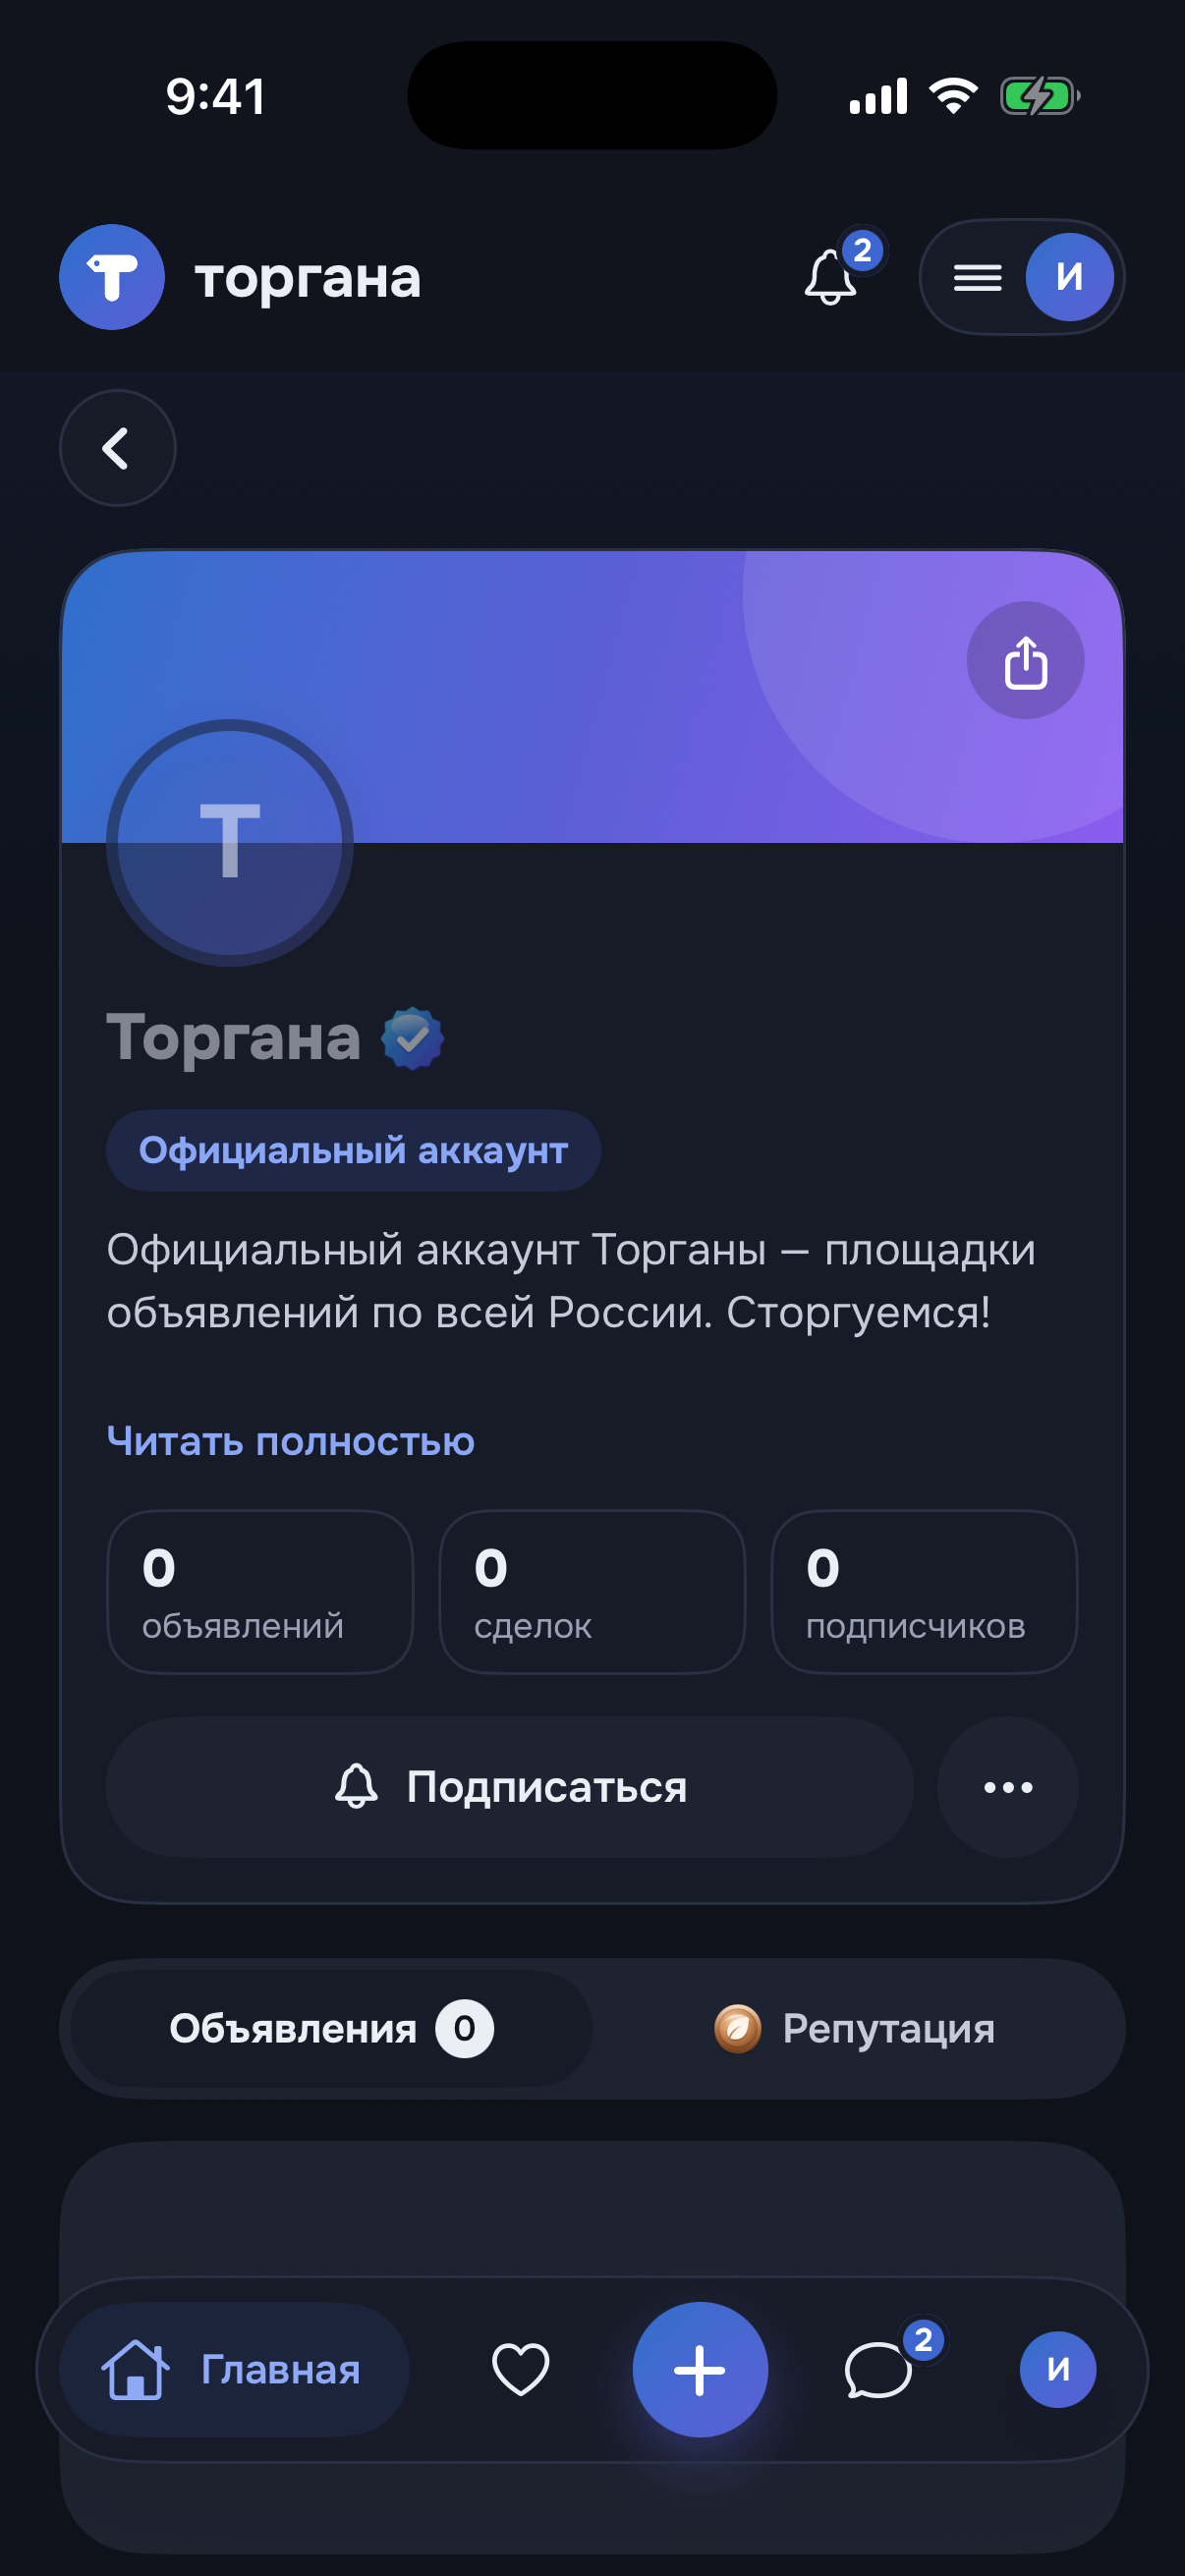 9:41
торгана
2
И
Т
Торгана
Официальный аккаунт
Официальный аккаунт Торганы — площадки
объявлений по всей России. Сторгуемся!
Читать полностью
0
объявлений
0
сделок
0
подписчиков
Подписаться
Объявления 0
Репутация
Главная
2
И